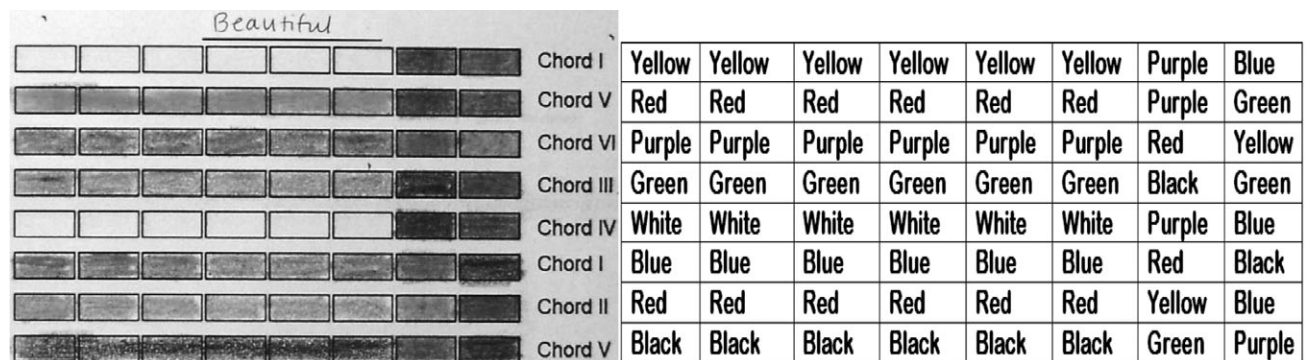 Beautiful
Chord I Yellow Yellow Yellow Yellow Yellow Yellow Purple Blue
Chord V Red Red Red Red Red Red Purple Green
Chord VI Purple Purple Purple Purple Purple Purple Red Yellow
Chord III Green Green Green Green Green Green Black Green
Chord IV White White White White White White Purple Blue
Chord I Blue Blue Blue Blue Blue Blue Red Black
Chord II Red Red Red Red Red Red Yellow Blue
Chord V Black Black Black Black Black Black Green Purple